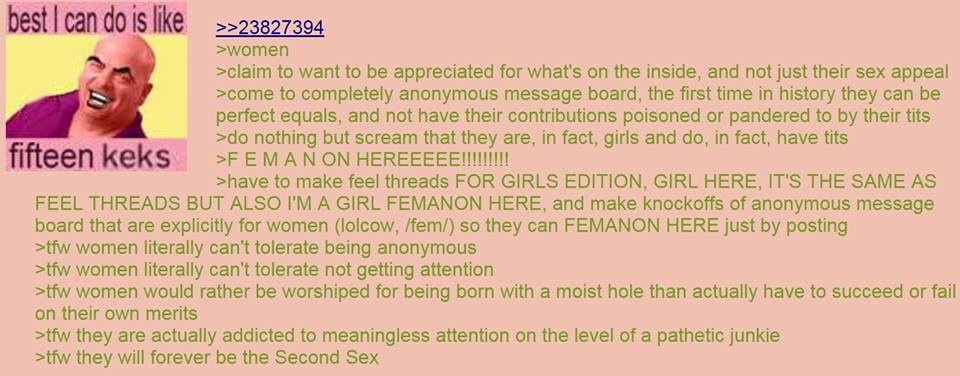 best I can do is like
fifteen keks
>>23827394
>women
>claim to want to be appreciated for what's on the inside, and not just their sex appeal
>come to completely anonymous message board, the first time in history they can be
perfect equals, and not have their contributions poisoned or pandered to by their tits
>do nothing but scream that they are, in fact, girls and do, in fact, have tits
>F E M A N ON HEREEEEE!!!!!!!!!
>have to make feel threads FOR GIRLS EDITION, GIRL HERE, IT'S THE SAME AS
FEEL THREADS BUT ALSO I'M A GIRL FEMANON HERE, and make knockoffs of anonymous message
board that are explicitly for women (lolcow, /fem/) so they can FEMANON HERE just by posting
>tfw women literally can't tolerate being anonymous
>tfw women literally can't tolerate not getting attention
>tfw women would rather be worshiped for being born with a moist hole than actually have to succeed or fail
on their own merits
>tfw they are actually addicted to meaningless attention on the level of a pathetic junkie
>tfw they will forever be the Second Sex